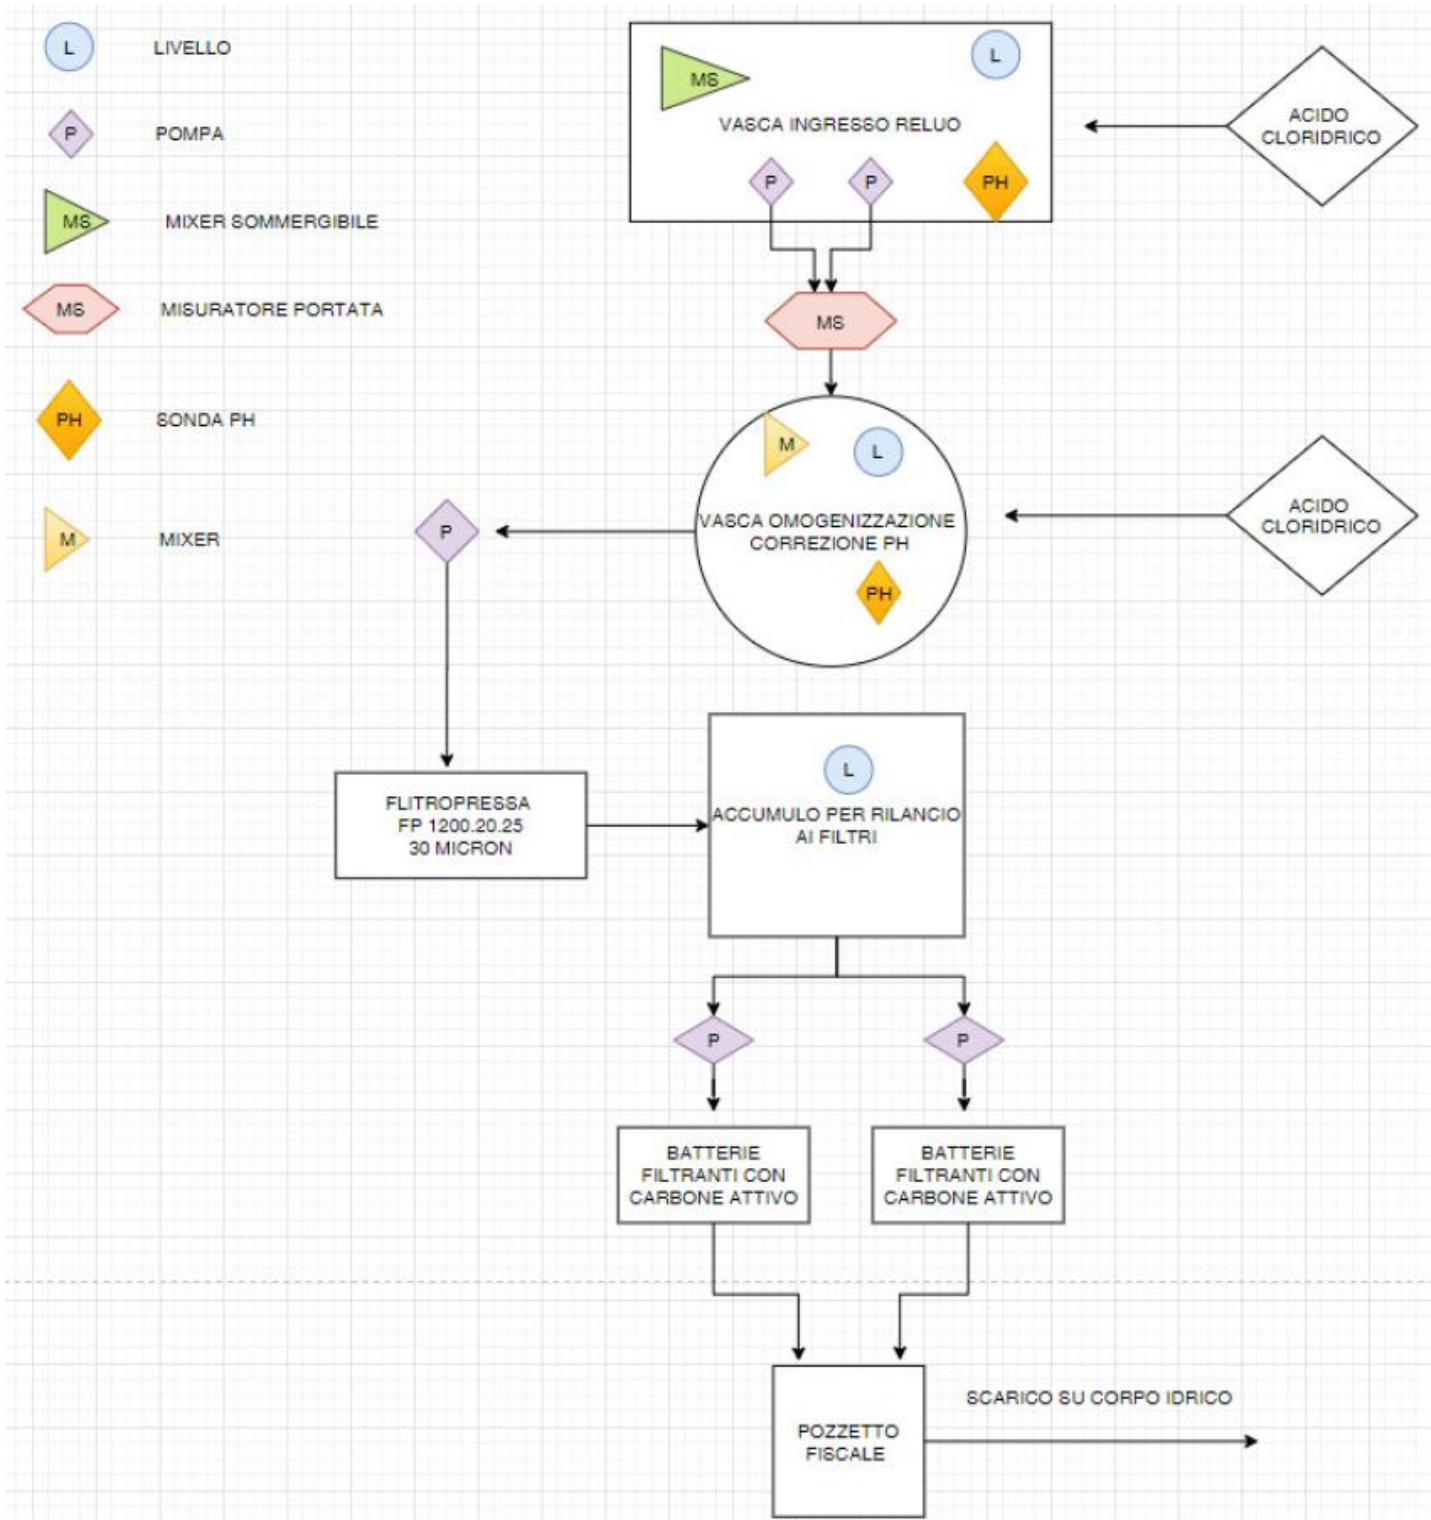 L LIVELLO
P POMPA
MS MIXER SOMMERGIBILE
MS MISURATORE PORTATA
PH SONDA PH
M MIXER
MS
L
VASCA INGRESSO RELUO
P
P
PH
ACIDO
CLORIDRICO
MS
M
L
VASCA OMOGENIZZAZIONE
CORREZIONE PH
PH
ACIDO
CLORIDRICO
P
FLITROPRESSA
FP 1200.20.25
30 MICRON
L
ACCUMULO PER RILANCIO
AI FILTRI
P
P
BATTERIE
FILTRANTI CON
CARBONE ATTIVO
BATTERIE
FILTRANTI CON
CARBONE ATTIVO
POZZETTO
FISCALE
SCARICO SU CORPO IDRICO